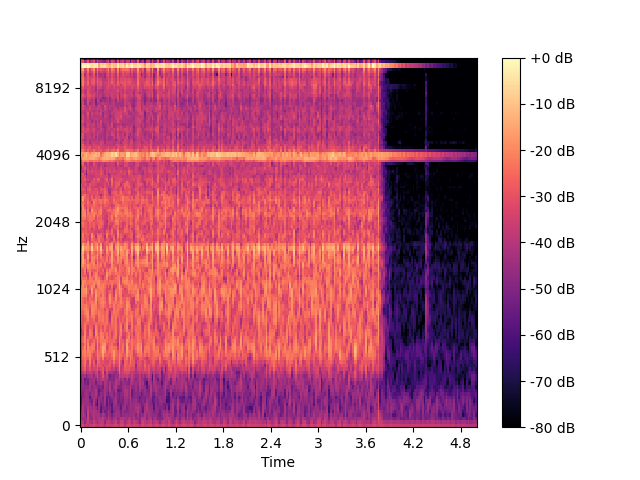 8192
4096
2048
1024
512
0
Hz
0 0.6 1.2 1.8 2.4 3 3.6 4.2 4.8
Time
+0 dB
-10 dB
-20 dB
-30 dB
-40 dB
-50 dB
-60 dB
-70 dB
-80 dB